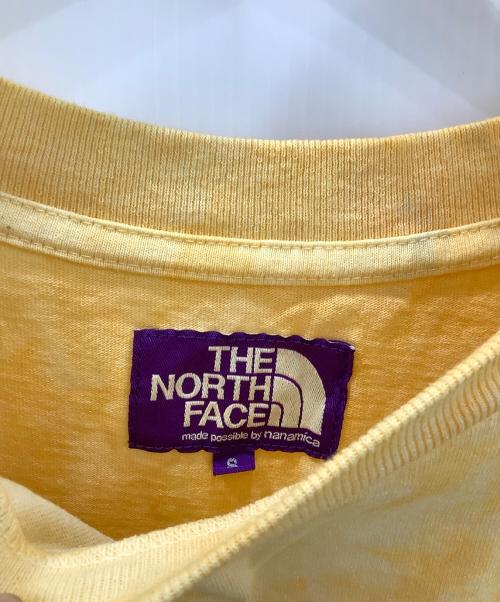 THE
NORTH
FACE
made possible by nanamica
S